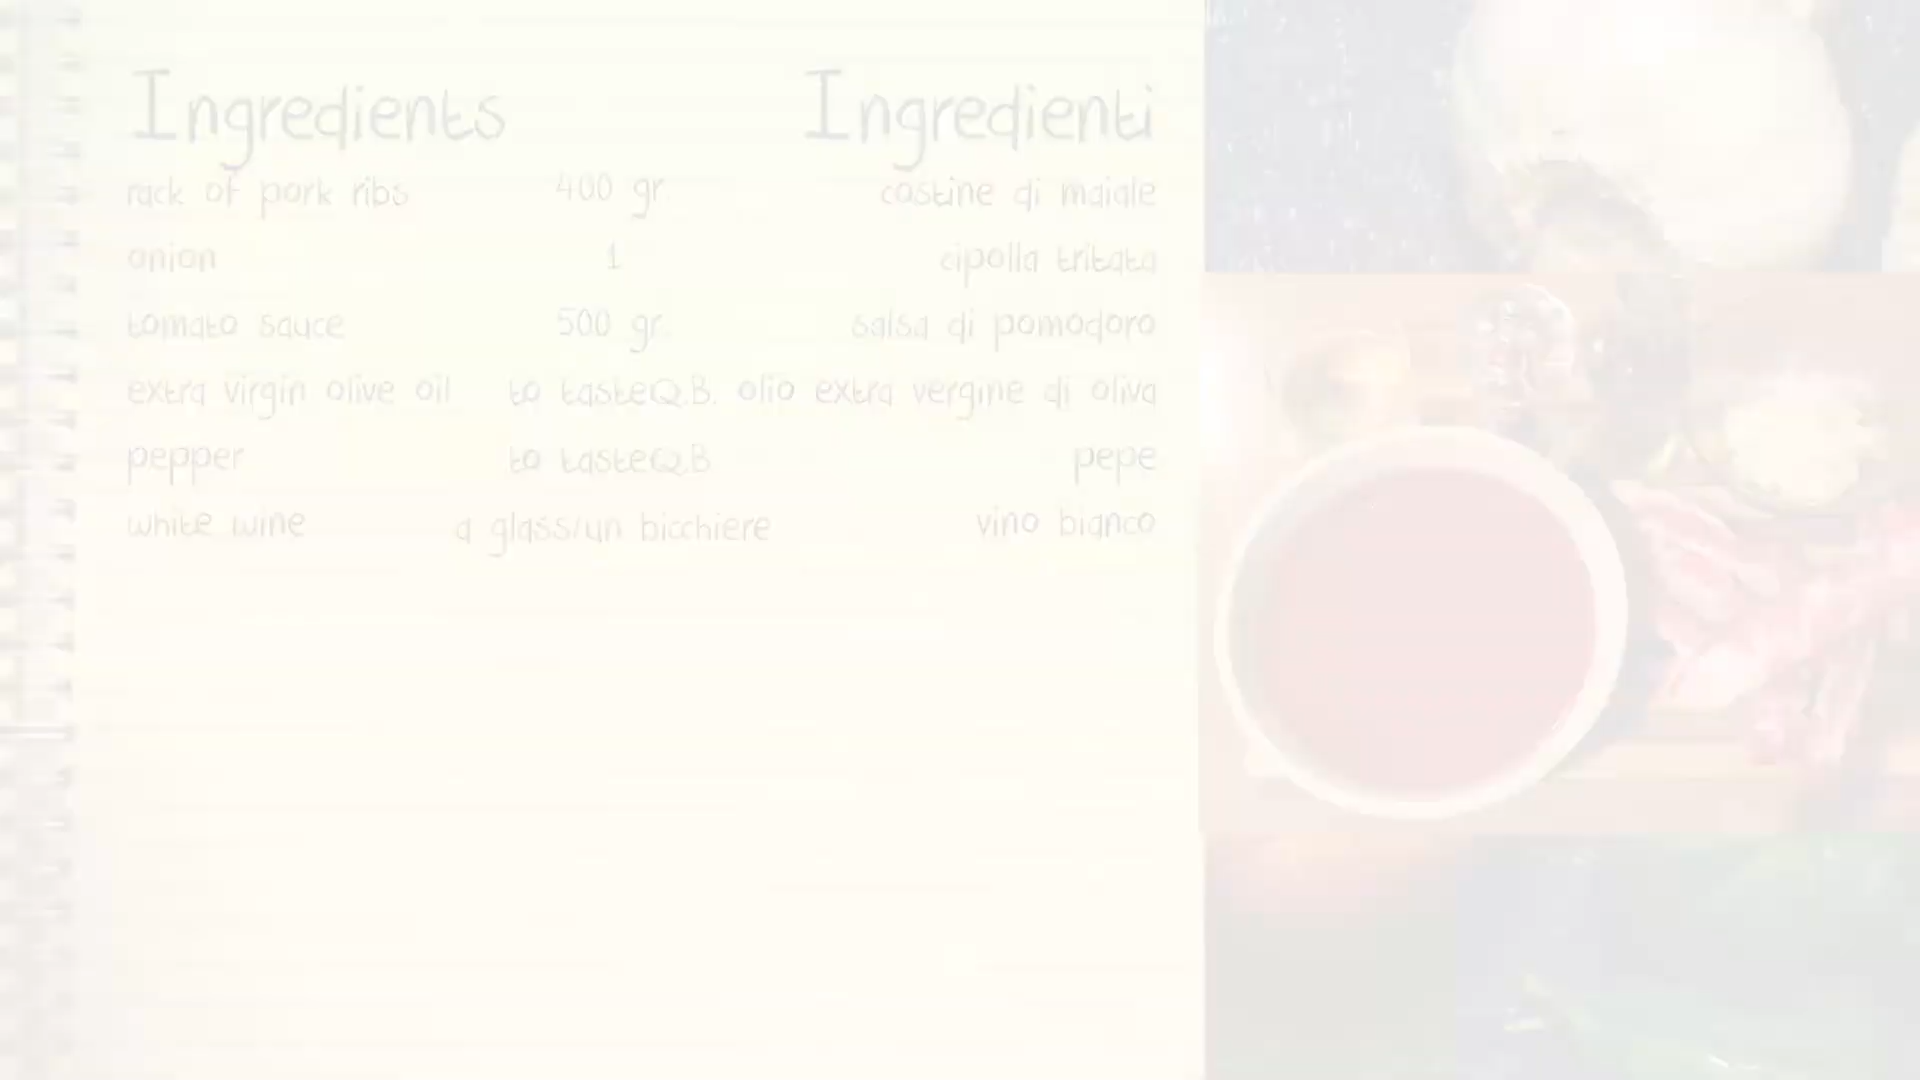 Ingredients Ingredienti
rack of pork ribs 400 gr. costine di maiale
onion 1 cipolla tritata
tomato sauce 500 gr. salsa di pomodoro
extra virgin olive oil to taste Q.B. olio extra vergine di oliva
pepper to taste Q.B pepe
white wine a glass/un bicchiere vino bianco